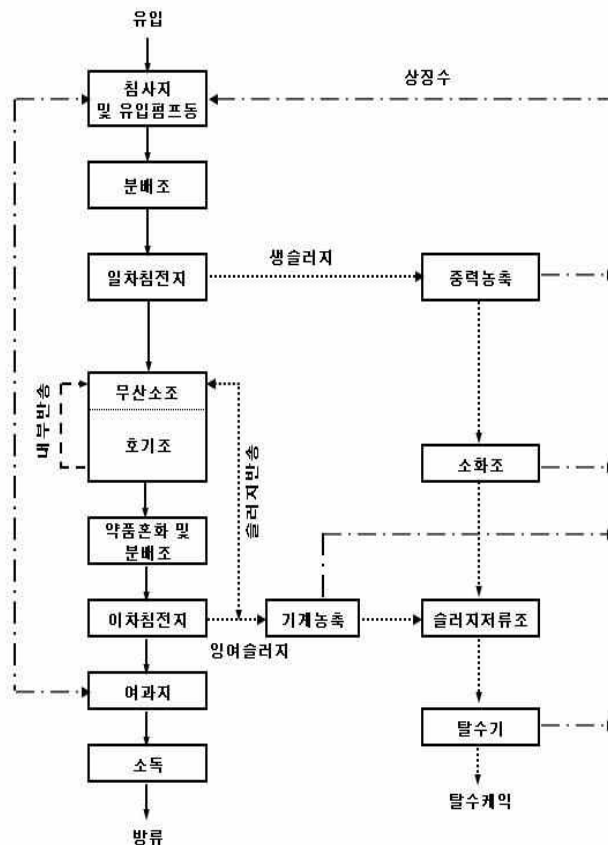 유입
상징수
침사지
및 유입펌프동
분배조
생슬러지
일차침전지
중력농축
무산소조
호기조
내부반송
슬러지반송
소화조
약품혼화 및
분배조
이차침전지
기계농축
슬러지저류조
잉여슬러지
여과지
탈수기
소독
탈수케익
방류